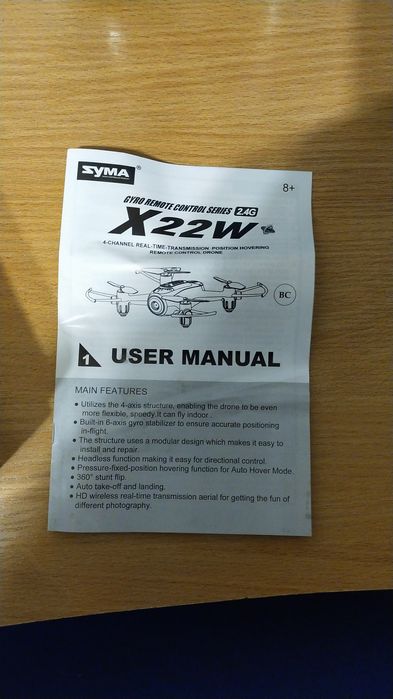 SYMA®
8+
GYRO REMOTE CONTROL SERIES 2.4G
X22W
4-CHANNEL REAL-TIME-TRANSMISSION POSITION HOVERING
REMOTE CONTROL DRONE
BC
1 USER MANUAL
MAIN FEATURES
● Utilizes the 4-axis structure, enabling the drone to be even
more flexible, speedy.It can fly indoor.
● Built-in 6-axis gyro stabilizer to ensure accurate positioning
in-flight.
● The structure uses a modular design which makes it easy to
install and repair.
● Headless function making it easy for directional control.
● Pressure-fixed-position hovering function for Auto Hover Mode.
● 360° stunt flip.
● Auto take-off and landing.
● HD wireless real-time transmission aerial for getting the fun of
different photography.